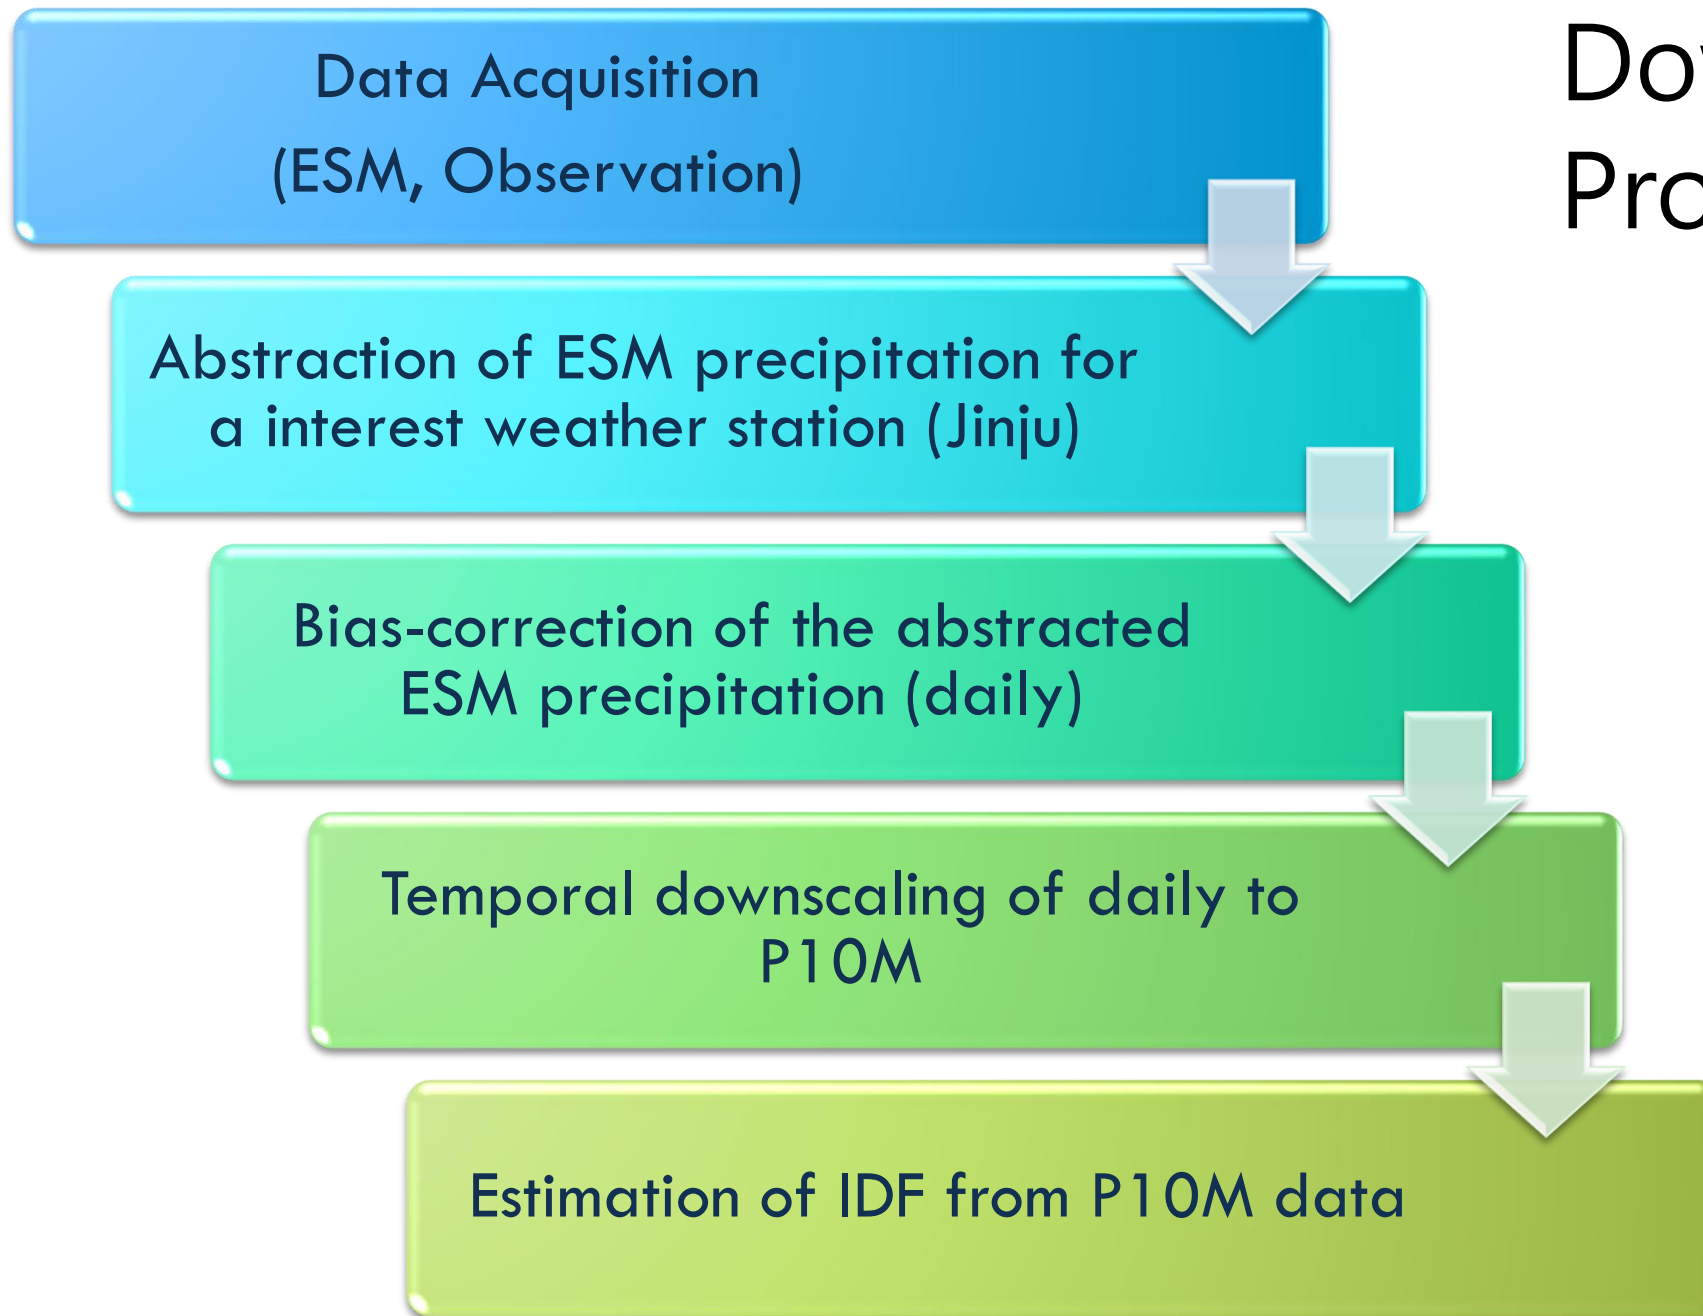 Data Acquisition
(ESM, Observation)
Abstraction of ESM precipitation for
a interest weather station (Jinju)
Bias-correction of the abstracted
ESM precipitation (daily)
Temporal downscaling of daily to
P10M
Estimation of IDF from P10M data